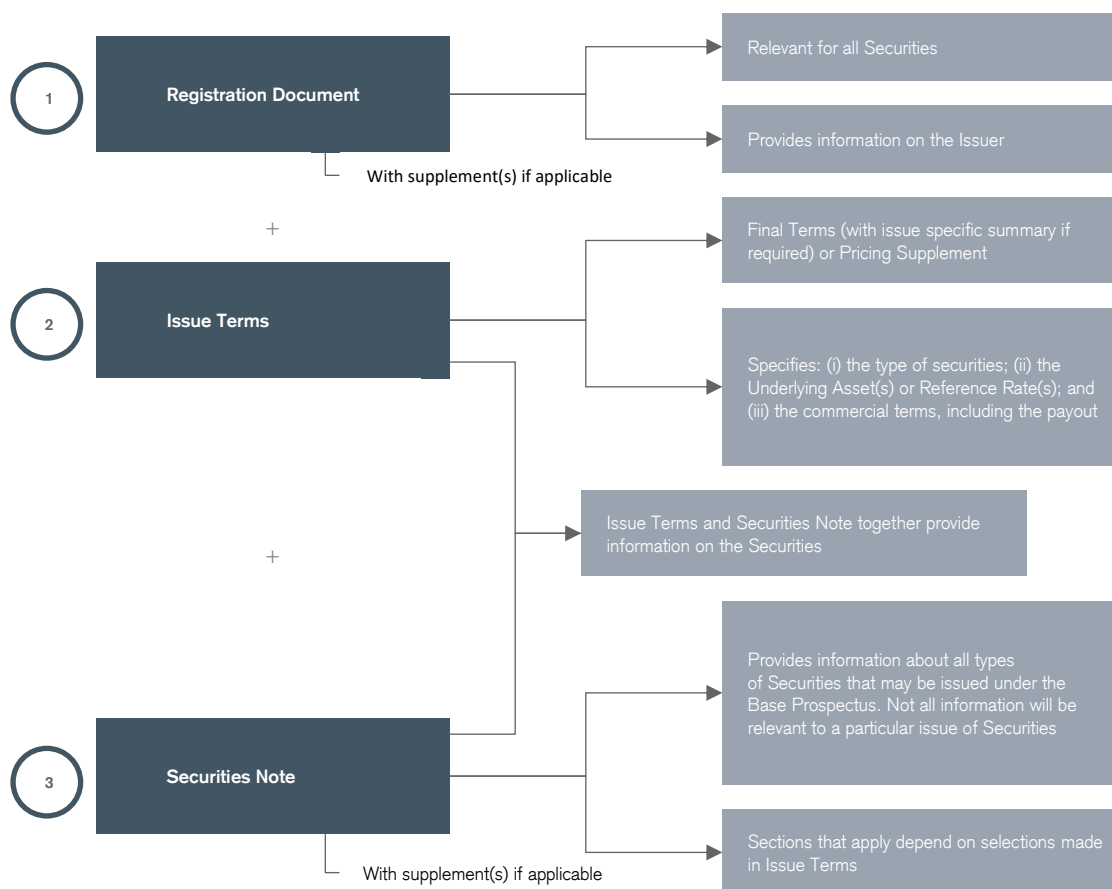 Relevant for all Securities
1
Registration Document
Provides information on the Issuer
With supplement(s) if applicable
+
Final Terms (with issue specific summary if
required) or Pricing Supplement
2
Issue Terms
Specifies: (i) the type of securities; (ii) the
Underlying Asset(s) or Reference Rate(s); and
(iii) the commercial terms, including the payout
Issue Terms and Securities Note together provide
information on the Securities
+
Provides information about all types
of Securities that may be issued under the
Base Prospectus. Not all information will be
relevant to a particular issue of Securities
3
Securities Note
Sections that apply depend on selections made
in Issue Terms
With supplement(s) if applicable